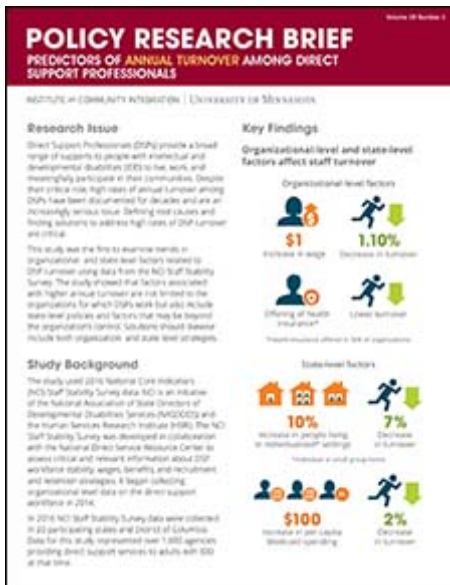 POLICY RESEARCH BRIEF
PREDICTORS OF ANNUAL TURNOVER AMONG DIRECT
SUPPORT PROFESSIONALS
INSTITUTE on COMMUNITY INTEGRATION | UNIVERSITY OF MINNESOTA
Research Issue
Direct Support Professionals (DSPs) provide a broad
range of supports to people with intellectual and
developmental disabilities (IDD) to live, work, and
meaningfully participate in their communities. Despite
their critical role, high rates of annual turnover among
DSPs have been documented for decades and are an
increasingly serious issue. Defining root causes and
finding solutions to address high rates of DSP turnover
are critical.
This study was the first to examine trends in
organizational- and state-level factors related to
DSP turnover using data from the NCI Staff Stability
Survey. The study showed that factors associated
with higher annual turnover are not limited to the
organizations for which DSPs work but also include
state-level policies and factors that may be beyond
the organization's control. Solutions should likewise
include both organization- and state-level strategies.
Study Background
The study used 2016 National Core Indicators
(NCI) Staff Stability Survey data. NCI is an initiative
of the National Association of State Directors of
Developmental Disabilities Services (NASDDDS) and
the Human Services Research Institute (HSRI). The NCI
Staff Stability Survey was developed in collaboration
with the National Direct Service Resource Center to
assess critical and relevant information about DSP
workforce stability, wages, benefits, and recruitment
and retention strategies. It began collecting
organizational level data on the direct support
workforce in 2014.
In 2016 NCI Staff Stability Survey data were collected
in 20 participating states and District of Columbia.
Data for this study represented over 1,600 agencies
providing direct support services to adults with IDD
at that time.
Key Findings
Organizational-level and state-level
factors affect staff turnover
Organizational-level factors
$1
Increase in wage
1.10%
Decrease in turnover
Offering of health
insurance*
Lower turnover
State-level factors
10%
Increase in people living
in individualized* settings
7%
Decrease
in turnover
$100
Increase in per capita
Medicaid spending
2%
Decrease
in turnover